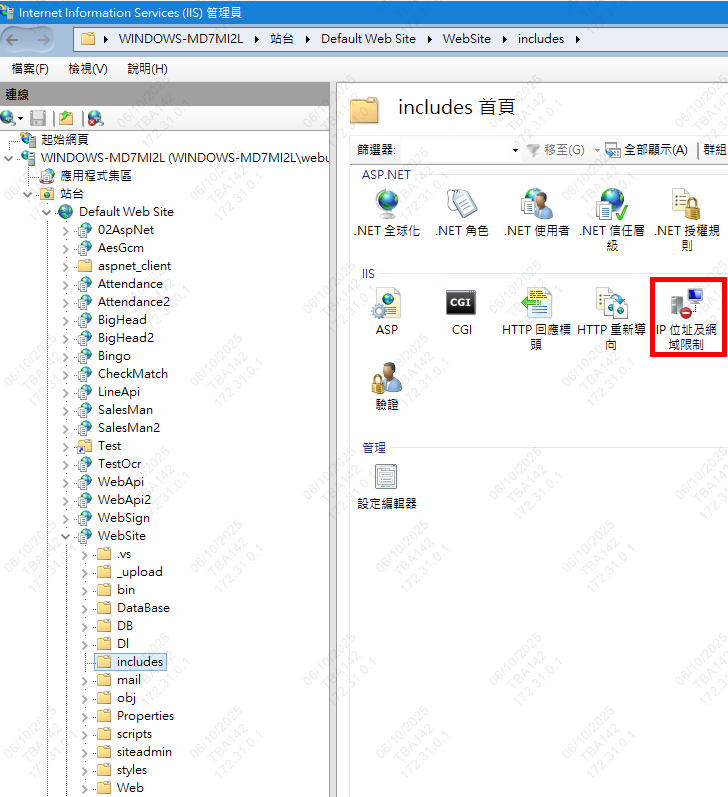 Internet Information Services (IIS) 管理員
WINDOWS-MD7MI2L 站台 Default Web Site WebSite includes
檔案(F) 檢視(V) 說明(H)
連線
起始網頁
WINDOWS-MD7MI2L (WINDOWS-MD7MI2L\webu
應用程式集區
站台
Default Web Site
02AspNet
AesGcm
aspnet_client
Attendance
Attendance2
BigHead
BigHead2
Bingo
CheckMatch
LineApi
SalesMan
SalesMan2
Test
TestOcr
WebApi
WebApi2
WebSign
WebSite
.vs
_upload
bin
DataBase
DB
Dl
includes
mail
obj
Properties
scripts
siteadmin
styles
Web
includes 首頁
篩選器: 移至(G) 全部顯示(A) 群組
ASP.NET
.NET 全球化
.NET 角色
.NET 使用者
.NET 信任層
級
.NET 授權規
則
IIS
ASP
CGI
CGI
HTTP 回應標
頭
HTTP 重新導
向
IP 位址及網
域限制
驗證
管理
設定編輯器
06/10/2025
TBA142
172.31.0.1